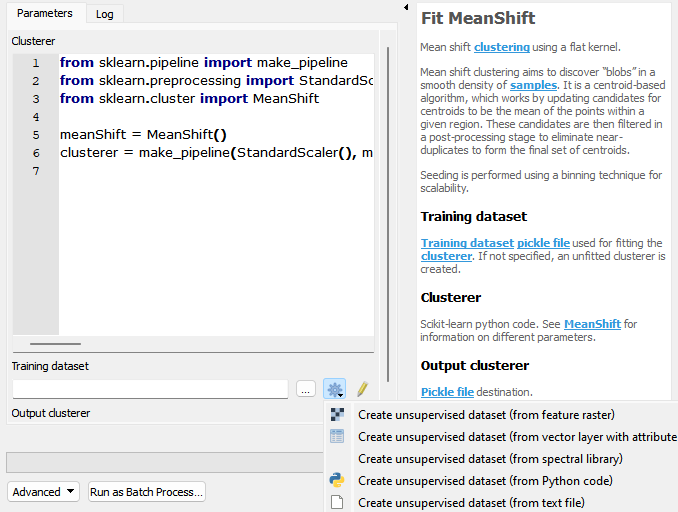 Parameters
Log
Clusterer
1 from sklearn.pipeline import make_pipeline
2 from sklearn.preprocessing import StandardSca
3 from sklearn.cluster import MeanShift
4
5 meanShift = MeanShift()
6 clusterer = make_pipeline(StandardScaler(), m
7
Training dataset
...
Output clusterer
Advanced
Run as Batch Process...
Fit MeanShift
Mean shift clustering using a flat kernel.
Mean shift clustering aims to discover “blobs” in a
smooth density of samples. It is a centroid-based
algorithm, which works by updating candidates for
centroids to be the mean of the points within a
given region. These candidates are then filtered in
a post-processing stage to eliminate near-
duplicates to form the final set of centroids.
Seeding is performed using a binning technique for
scalability.
Training dataset
Training dataset pickle file used for fitting the
clusterer. If not specified, an unfitted clusterer is
created.
Clusterer
Scikit-learn python code. See MeanShift for
information on different parameters.
Output clusterer
Pickle file destination.
Create unsupervised dataset (from feature raster)
Create unsupervised dataset (from vector layer with attribute
Create unsupervised dataset (from spectral library)
Create unsupervised dataset (from Python code)
Create unsupervised dataset (from text file)